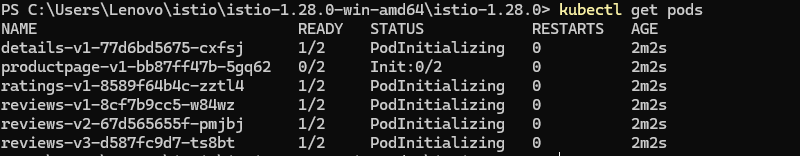 PS C:\Users\Lenovo\istio\istio-1.28.0-win-amd64\istio-1.28.0> kubectl get pods
NAME READY STATUS RESTARTS AGE
details-v1-77d6bd5675-cxfsj 1/2 PodInitializing 0 2m2s
productpage-v1-bb87ff47b-5gq62 0/2 Init:0/2 0 2m2s
ratings-v1-8589f64b4c-zztl4 1/2 PodInitializing 0 2m2s
reviews-v1-8cf7b9cc5-w84wz 1/2 PodInitializing 0 2m2s
reviews-v2-67d565655f-pmjbj 1/2 PodInitializing 0 2m2s
reviews-v3-d587fc9d7-ts8bt 1/2 PodInitializing 0 2m2s